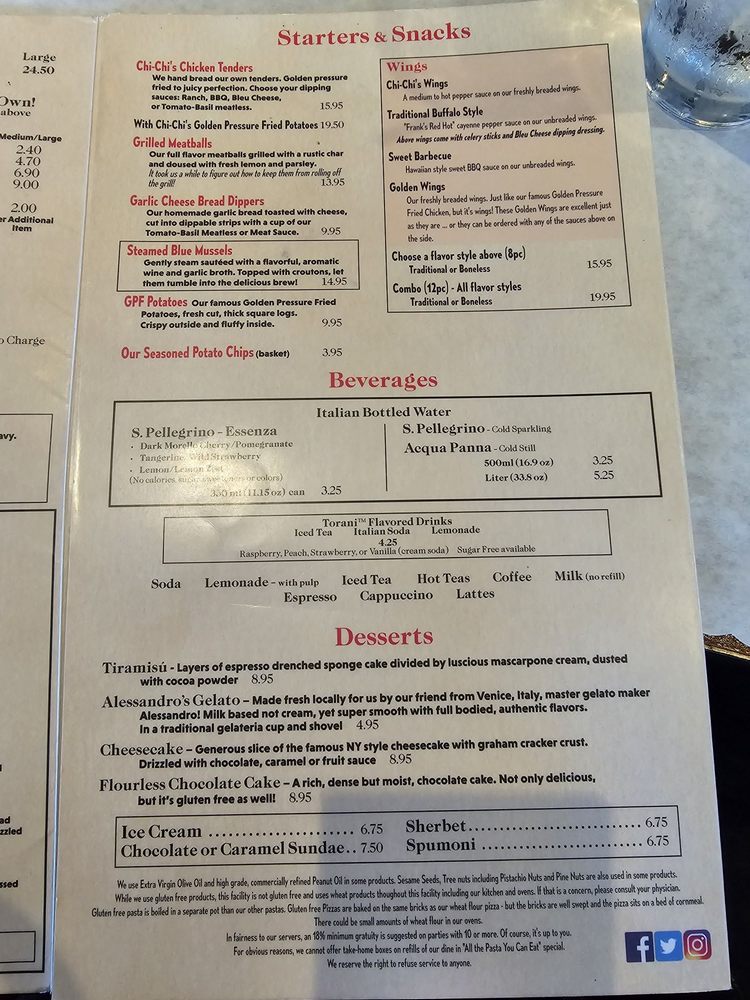 Large
24.50
Own!
above
Medium/Large
2.40
4.70
6.90
9.00
2.00
er Additional
Item
o Charge
avy.
ad
zzled
ssed
Starters & Snacks
Chi-Chi's Chicken Tenders
We hand bread our own tenders. Golden pressure
fried to juicy perfection. Choose your dipping
sauces: Ranch, BBQ, Bleu Cheese,
or Tomato-Basil meatless. 15.95
With Chi-Chi's Golden Pressure Fried Potatoes 19.50
Grilled Meatballs
Our full flavor meatballs grilled with a rustic char
and doused with fresh lemon and parsley.
It took us a while to figure out how to keep them from rolling off
the grill! 13.95
Garlic Cheese Bread Dippers
Our homemade garlic bread toasted with cheese,
cut into dippable strips with a cup of our
Tomato-Basil Meatless or Meat Sauce. 9.95
Steamed Blue Mussels
Gently steam sautéed with a flavorful, aromatic
wine and garlic broth. Topped with croutons, let
them tumble into the delicious brew! 14.95
GPF Potatoes Our famous Golden Pressure Fried
Potatoes, fresh cut, thick square logs.
Crispy outside and fluffy inside. 9.95
Our Seasoned Potato Chips (basket) 3.95
Wings
Chi-Chi's Wings
A medium to hot pepper sauce on our freshly breaded wings.
Traditional Buffalo Style
"Frank's Red Hot" cayenne pepper sauce on our unbreaded wings.
Above wings come with celery sticks and Bleu Cheese dipping dressing.
Sweet Barbecue
Hawaiian style sweet BBQ sauce on our unbreaded wings.
Golden Wings
Our freshly breaded wings. Just like our famous Golden Pressure
Fried Chicken, but it's wings! These Golden Wings are excellent just
as they are ... or they can be ordered with any of the sauces above on
the side.
Choose a flavor style above (8pc)
Traditional or Boneless 15.95
Combo (12pc) - All flavor styles
Traditional or Boneless 19.95
Beverages
Italian Bottled Water
S. Pellegrino - Essenza
• Dark Morello Cherry/Pomegranate
• Tangerine/Wild Strawberry
• Lemon/Lemon Zest
(No calories, sugar, sweeteners or colors)
330 ml (11.15 oz) can 3.25
S. Pellegrino - Cold Sparkling
Acqua Panna - Cold Still
500ml (16.9 oz) 3.25
Liter (33.8 oz) 5.25
Torani™ Flavored Drinks
Iced Tea Italian Soda Lemonade
4.25
Raspberry, Peach, Strawberry, or Vanilla (cream soda) Sugar Free available
Soda Lemonade - with pulp Iced Tea Hot Teas Coffee Milk (no refill)
Espresso Cappuccino Lattes
Desserts
Tiramisú - Layers of espresso drenched sponge cake divided by luscious mascarpone cream, dusted
with cocoa powder 8.95
Alessandro's Gelato - Made fresh locally for us by our friend from Venice, Italy, master gelato maker
Alessandro! Milk based not cream, yet super smooth with full bodied, authentic flavors.
In a traditional gelateria cup and shovel 4.95
Cheesecake - Generous slice of the famous NY style cheesecake with graham cracker crust.
Drizzled with chocolate, caramel or fruit sauce 8.95
Flourless Chocolate Cake - A rich, dense but moist, chocolate cake. Not only delicious,
but it's gluten free as well! 8.95
Ice Cream ...................... 6.75
Chocolate or Caramel Sundae.. 7.50
Sherbet.......................... 6.75
Spumoni ........................ 6.75
We use Extra Virgin Olive Oil and high grade, commercially refined Peanut Oil in some products. Sesame Seeds, Tree nuts including Pistachio Nuts and Pine Nuts are also used in some products.
While we use gluten free products, this facility is not gluten free and uses wheat products thoughout this facility including our kitchen and ovens. If that is a concern, please consult your physician.
Gluten free pasta is boiled in a separate pot than our other pastas. Gluten free Pizzas are baked on the same bricks as our wheat flour pizza - but the bricks are well swept and the pizza sits on a bed of cornmeal.
There could be small amounts of wheat flour in our ovens.
In fairness to our servers, an 18% minimum gratuity is suggested on parties with 10 or more. Of course, it's up to you.
For obvious reasons, we cannot offer take-home boxes on refills of our dine in "All the Pasta You Can Eat" special.
We reserve the right to refuse service to anyone.